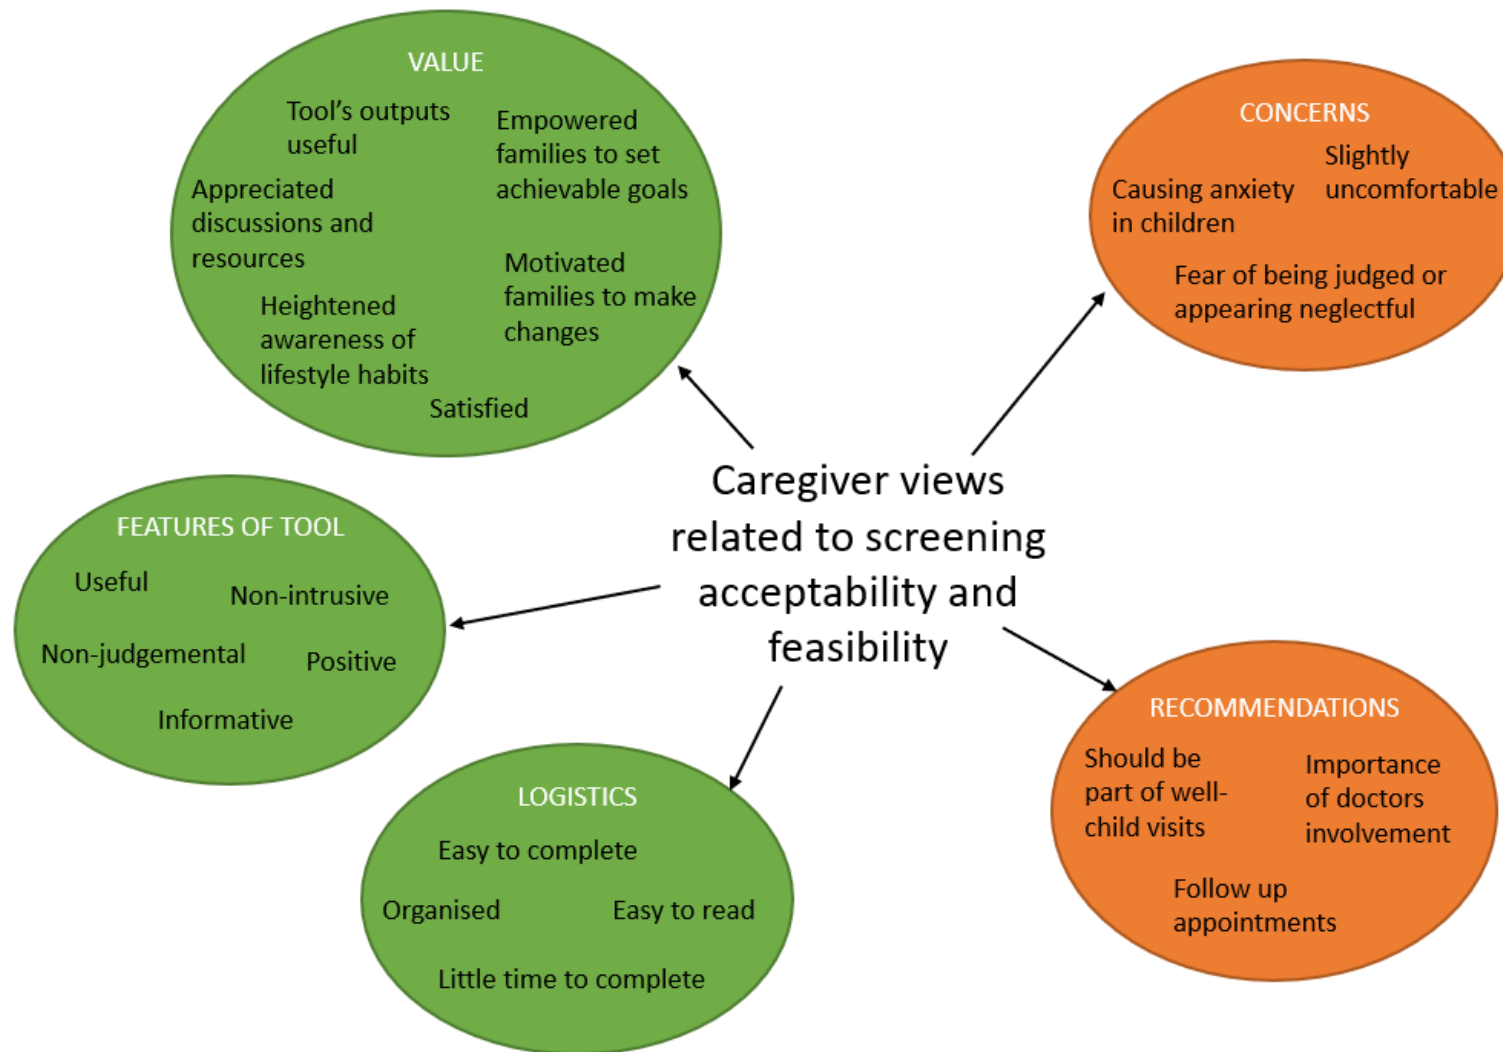 VALUE
Tool's outputs
useful
Empowered
families to set
achievable goals
Appreciated
discussions and
resources
Motivated
families to make
changes
Heightened
awareness of
lifestyle habits
Satisfied
CONCERNS
Slightly
uncomfortable
Causing anxiety
in children
Fear of being judged or
appearing neglectful
Caregiver views
related to screening
acceptability and
feasibility
FEATURES OF TOOL
Useful
Non-intrusive
Non-judgemental
Positive
Informative
LOGISTICS
Easy to complete
Organised
Easy to read
Little time to complete
RECOMMENDATIONS
Should be
part of well-
child visits
Importance
of doctors
involvement
Follow up
appointments